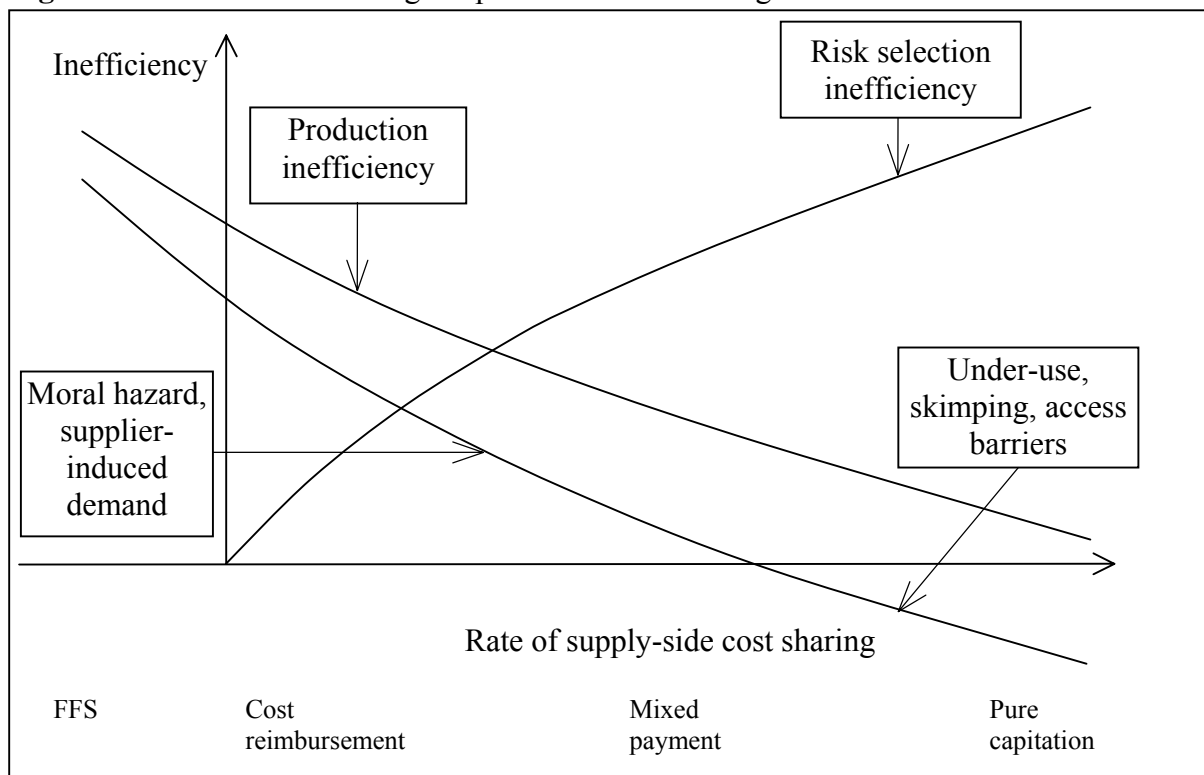 Inefficiency
Risk selection
inefficiency
Production
inefficiency
Moral hazard,
supplier-
induced
demand
Under-use,
skimping, access
barriers
Rate of supply-side cost sharing
FFS
Cost
reimbursement
Mixed
payment
Pure
capitation